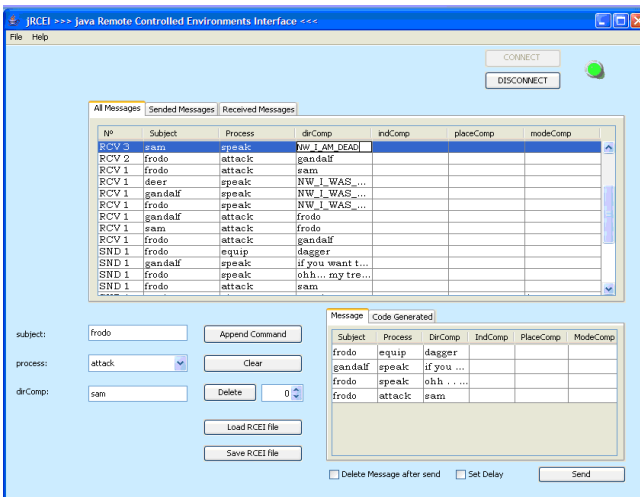 jRCEI >>> java Remote Controlled Environments Interface <<<
File Help
CONNECT
DISCONNECT
All Messages Sended Messages Received Messages
Nº Subject Process dirComp indComp placeComp modeComp
RCV 3 sam speak NW_I_AM_DEAD
RCV 2 frodo attack gandalf
RCV 1 frodo attack sam
RCV 1 deer speak NW_I_WAS_...
RCV 1 gandalf speak NW_I_WAS_...
RCV 1 frodo speak NW_I_WAS_...
RCV 1 gandalf attack frodo
RCV 1 sam attack frodo
RCV 1 frodo attack gandalf
SND 1 frodo equip dagger
SND 1 gandalf speak if you want t...
SND 1 frodo speak ohh... my tre...
SND 1 frodo attack sam
subject: frodo Append Command
process: attack Clear
dirComp: sam Delete 0
Load RCEI file
Save RCEI file
Message Code Generated
Subject Process DirComp IndComp PlaceComp ModeComp
frodo equip dagger
gandalf speak if you ...
frodo speak ohh . . ...
frodo attack sam
Delete Message after send Set Delay Send